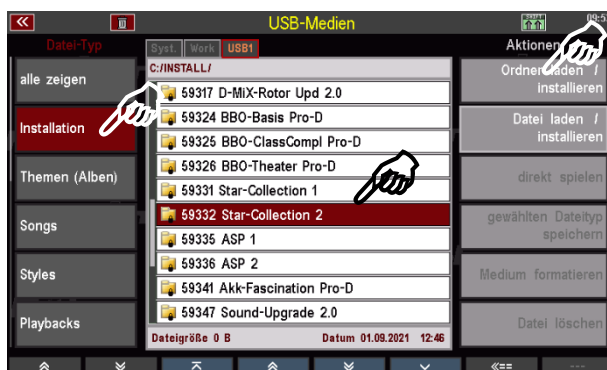 USB-Medien
SHIFT
Datei-Typ
alle zeigen
Installation
Themen (Alben)
Songs
Styles
Playbacks
Syst. Work USB1
C:/INSTALL/
59317 D-MiX-Rotor Upd 2.0
59324 BBO-Basis Pro-D
59325 BBO-ClassCompl Pro-D
59326 BBO-Theater Pro-D
59331 Star-Collection 1
59332 Star-Collection 2
59335 ASP 1
59336 ASP 2
59341 Akk-Fascination Pro-D
59347 Sound-Upgrade 2.0
Dateigröße 0 B Datum 01.09.2021 12:46
Aktionen
Ordner laden /
installieren
Datei laden /
installieren
direkt spielen
gewählten Dateityp
speichern
Medium formatieren
Datei löschen
«== ---